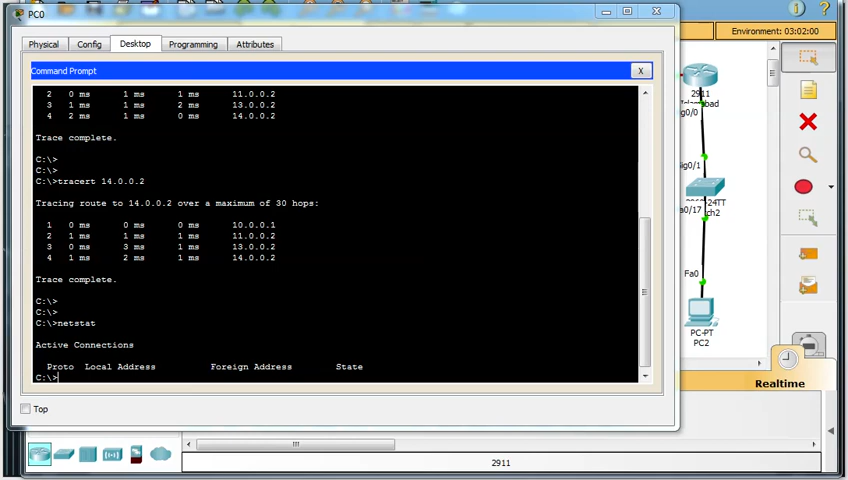 PC0
Physical Config Desktop Programming Attributes
Environment: 03:02:00
Command Prompt
X
2 0 ms 1 ms 1 ms 11.0.0.2
3 1 ms 1 ms 2 ms 13.0.0.2
4 2 ms 1 ms 0 ms 14.0.0.2
Trace complete.
C:\>
C:\>
C:\>tracert 14.0.0.2
Tracing route to 14.0.0.2 over a maximum of 30 hops:
1 0 ms 0 ms 0 ms 10.0.0.1
2 1 ms 1 ms 1 ms 11.0.0.2
3 0 ms 3 ms 1 ms 13.0.0.2
4 1 ms 2 ms 1 ms 14.0.0.2
Trace complete.
C:\>
C:\>
C:\>netstat
Active Connections
Proto Local Address Foreign Address State
C:\>
Top
2911
ig0/0
ig0/1
24TT
a0/17
Fa0
PC-PT
PC2
Realtime
2911